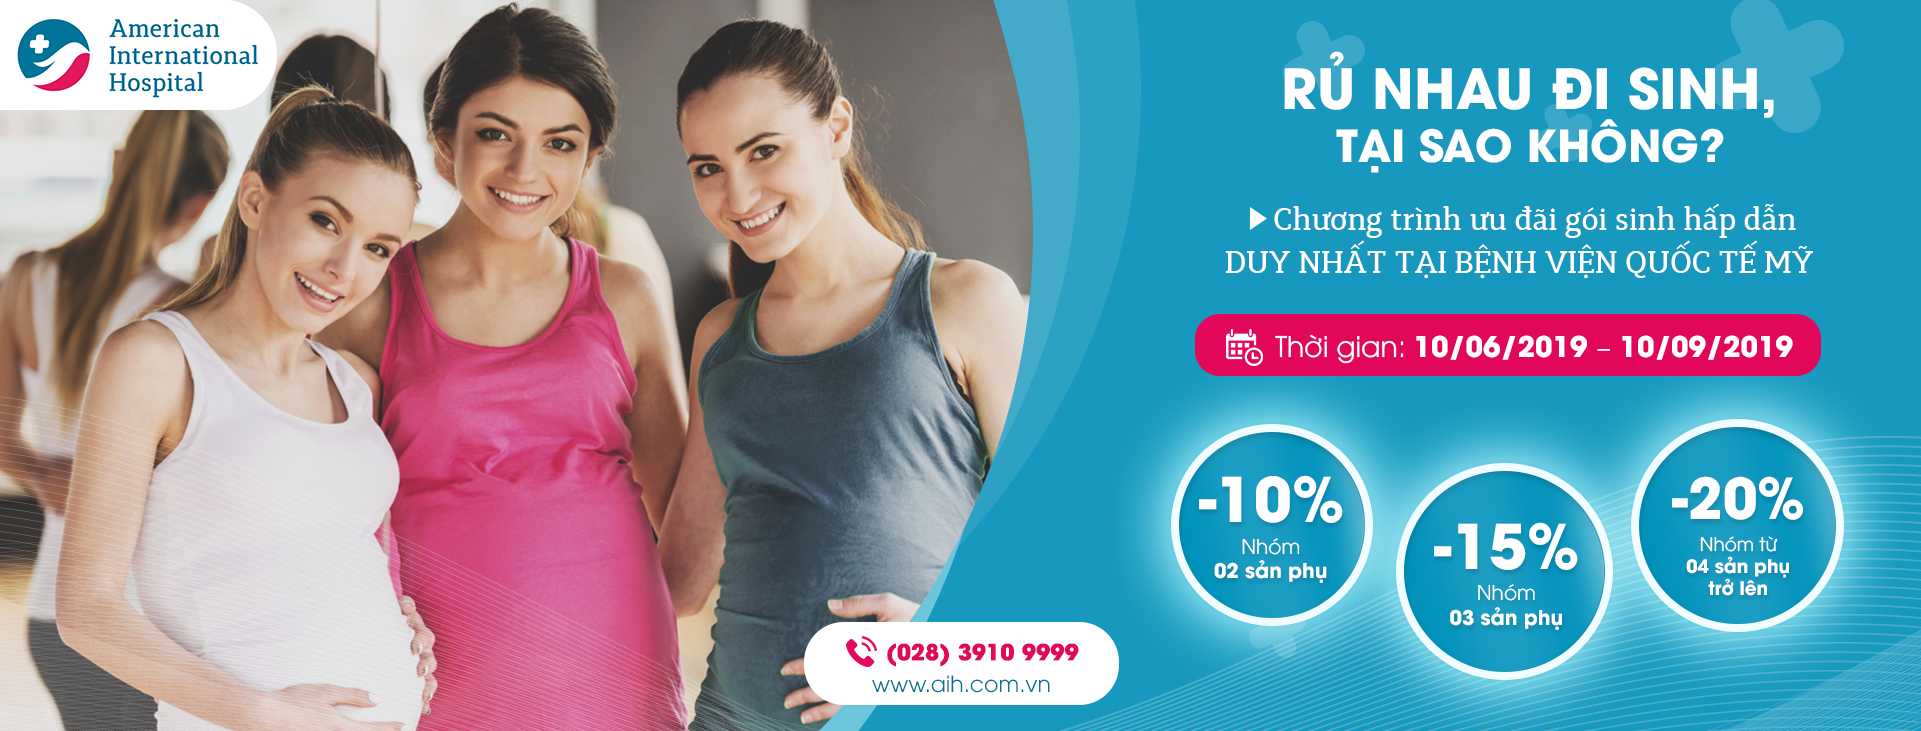 American
International
Hospital
RỦ NHAU ĐI SINH,
TẠI SAO KHÔNG?
Chương trình ưu đãi gói sinh hấp dẫn
DUY NHẤT TẠI BỆNH VIỆN QUỐC TẾ MỸ
Thời gian: 10/06/2019 – 10/09/2019
-10%
Nhóm
02 sản phụ
-15%
Nhóm
03 sản phụ
-20%
Nhóm từ
04 sản phụ
trở lên
(028) 3910 9999
www.aih.com.vn